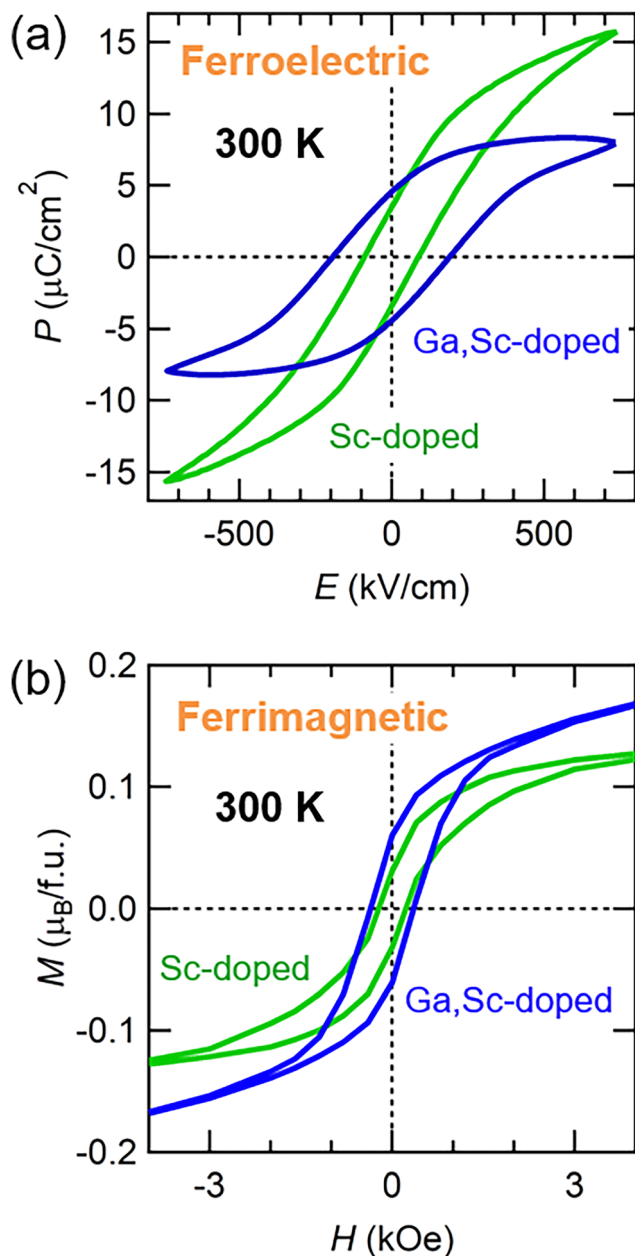 (a)
Ferroelectric
300 K
15
10
5
0
-5
-10
-15
P (μC/cm²)
Ga,Sc-doped
Sc-doped
-500 0 500
E (kV/cm)
(b)
Ferrimagnetic
300 K
0.2
0.1
0.0
-0.1
-0.2
M (μB/f.u.)
Sc-doped
Ga,Sc-doped
-3 0 3
H (kOe)